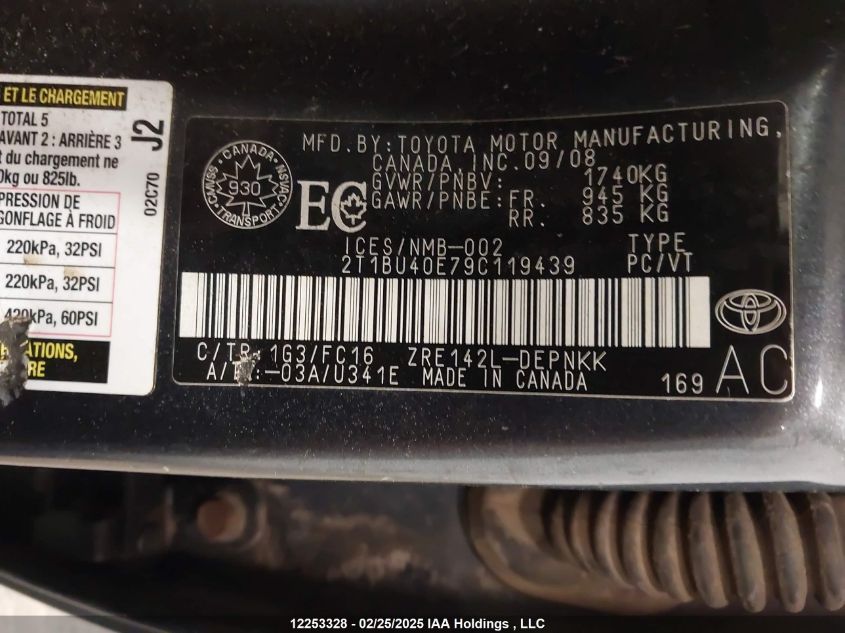 ET LE CHARGEMENT
TOTAL 5
AVANT 2 : ARRIÈRE 3
du chargement ne
kg ou 825lb.
PRESSION DE
GONFLAGE À FROID
220kPa, 32PSI
220kPa, 32PSI
420kPa, 60PSI
J2
02C70
CANADA
CMVSS
930
NSVAC
TRANSPORT
EC
MFD.BY:TOYOTA MOTOR MANUFACTURING,
CANADA,INC.09/08
GVWR/PNBV: 1740KG
GAWR/PNBE:FR. 945 KG
RR. 835 KG
ICES/NMB-002 TYPE
2T1BU40E79C119439 PC/VT
TOYOTA
C/TR:1G3/FC16 ZRE142L-DEPNKK
-03A/U341E MADE IN CANADA
169 AC
12253328 - 02/25/2025 IAA Holdings , LLC